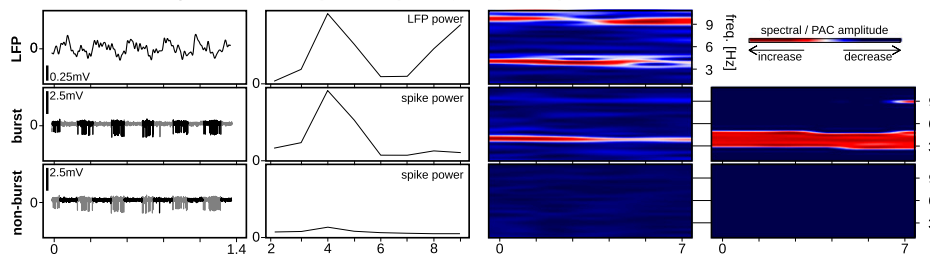 LFP
0
0.25mV
LFP power
0
9
6
3
freq. [Hz]
spectral / PAC amplitude
increase
decrease
burst
2.5mV
0
spike power
0
non-burst
2.5mV
0
spike power
0
0
1.4
2
4
6
8
0
7
0
7